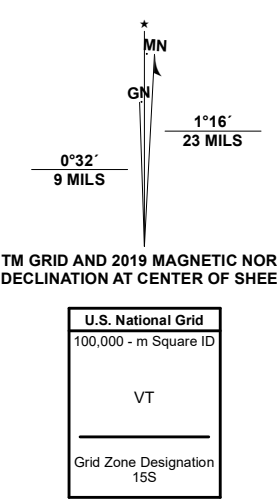 ★
MN
GN
1°16´
23 MILS
0°32´
9 MILS
TM GRID AND 2019 MAGNETIC NOR
DECLINATION AT CENTER OF SHEE
U.S. National Grid
100,000 - m Square ID
VT
Grid Zone Designation
15S